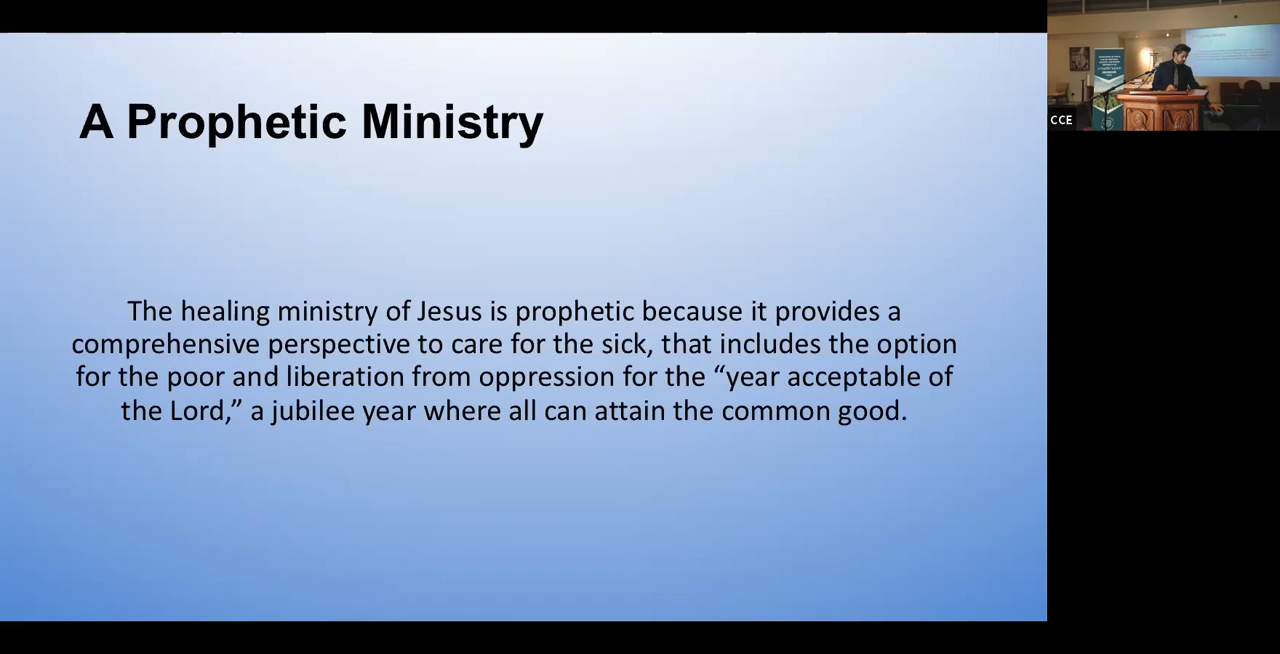 A Prophetic Ministry
The healing ministry of Jesus is prophetic because it provides a
comprehensive perspective to care for the sick, that includes the option
for the poor and liberation from oppression for the “year acceptable of
the Lord,” a jubilee year where all can attain the common good.
CCE